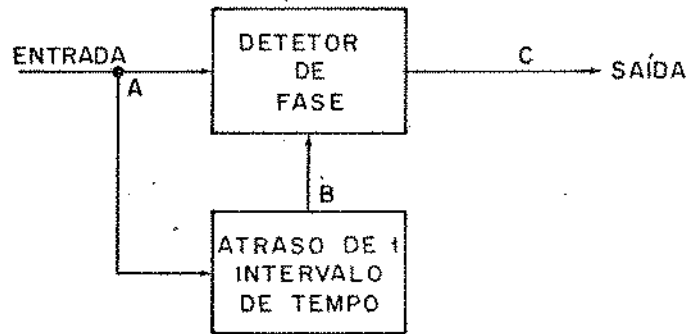 ENTRADA
A
DETETOR
DE
FASE
C
SAÍDA
B
ATRASO DE 1
INTERVALO
DE TEMPO